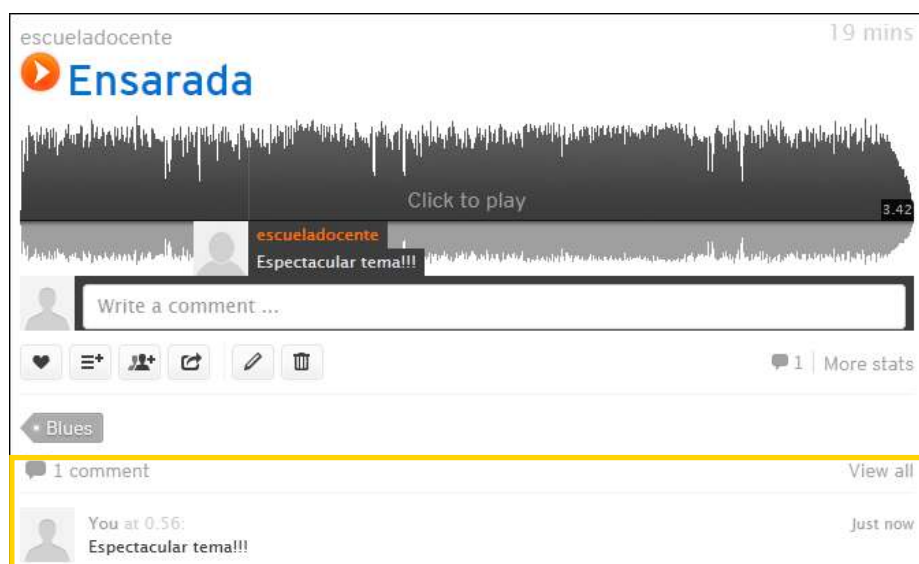 escueladocente
19 mins
Ensarada
Click to play
3.42
escueladocente
Espectacular tema!!!
Write a comment ...
1 More stats
Blues
1 comment
View all
You at 0.56:
Just now
Espectacular tema!!!